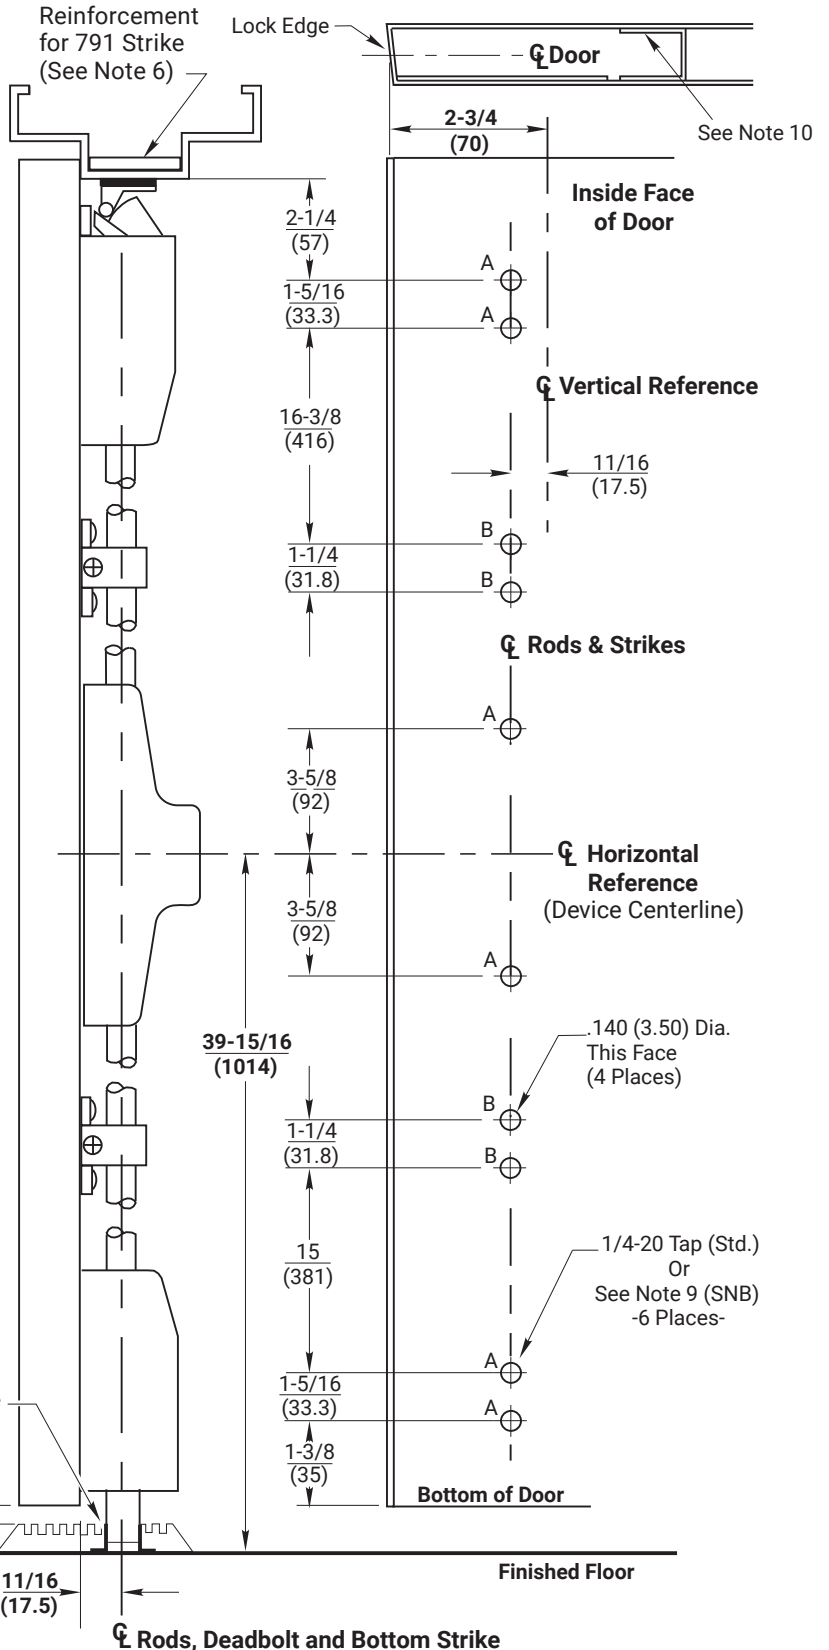 Reinforcement
for 791 Strike
(See Note 6)
Lock Edge
℄ Door
2-3/4
(70)
See Note 10
Inside Face
of Door
2-1/4
(57)
A
1-5/16
(33.3)
A
℄ Vertical Reference
16-3/8
(416)
11/16
(17.5)
B
1-1/4
(31.8)
B
℄ Rods & Strikes
A
3-5/8
(92)
℄ Horizontal
Reference
(Device Centerline)
3-5/8
(92)
A
39-15/16
(1014)
.140 (3.50) Dia.
This Face
(4 Places)
B
1-1/4
(31.8)
B
15
(381)
1/4-20 Tap (Std.)
Or
See Note 9 (SNB)
-6 Places-
A
1-5/16
(33.3)
A
1-3/8
(35)
Bottom of Door
Finished Floor
11/16
(17.5)
℄ Rods, Deadbolt and Bottom Strike